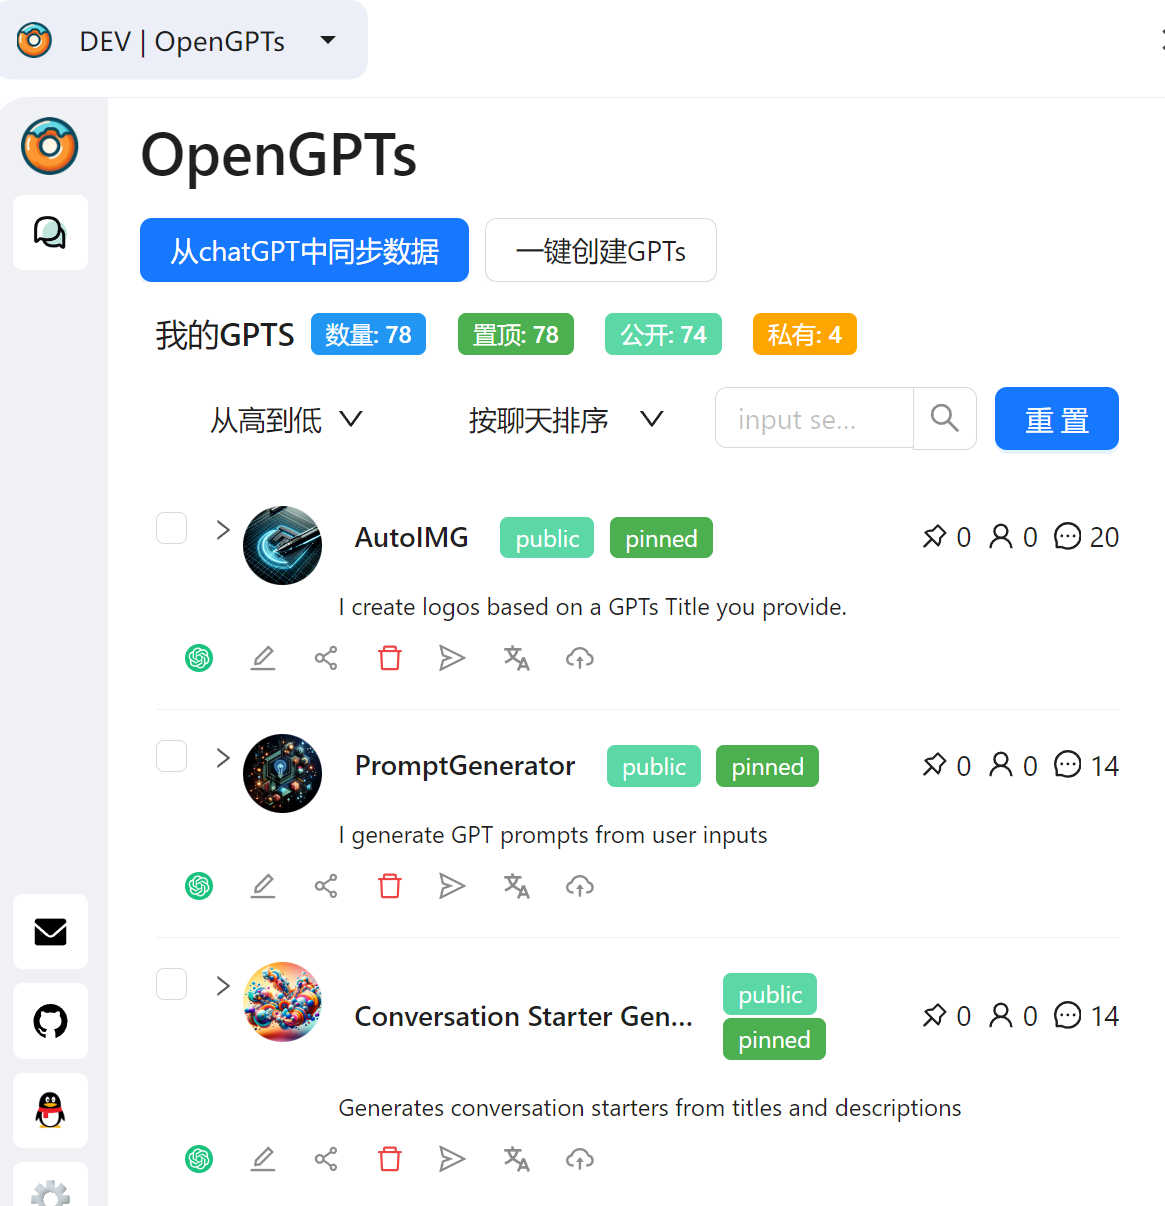 DEV | OpenGPTs
OpenGPTs
从chatGPT中同步数据 一键创建GPTs
我的GPTS 数量: 78 置顶: 78 公开: 74 私有: 4
从高到低 按聊天排序 input se... 重 置
AutoIMG public pinned 0 0 20
I create logos based on a GPTs Title you provide.
PromptGenerator public pinned 0 0 14
I generate GPT prompts from user inputs
public
Conversation Starter Gen... 0 0 14
pinned
Generates conversation starters from titles and descriptions